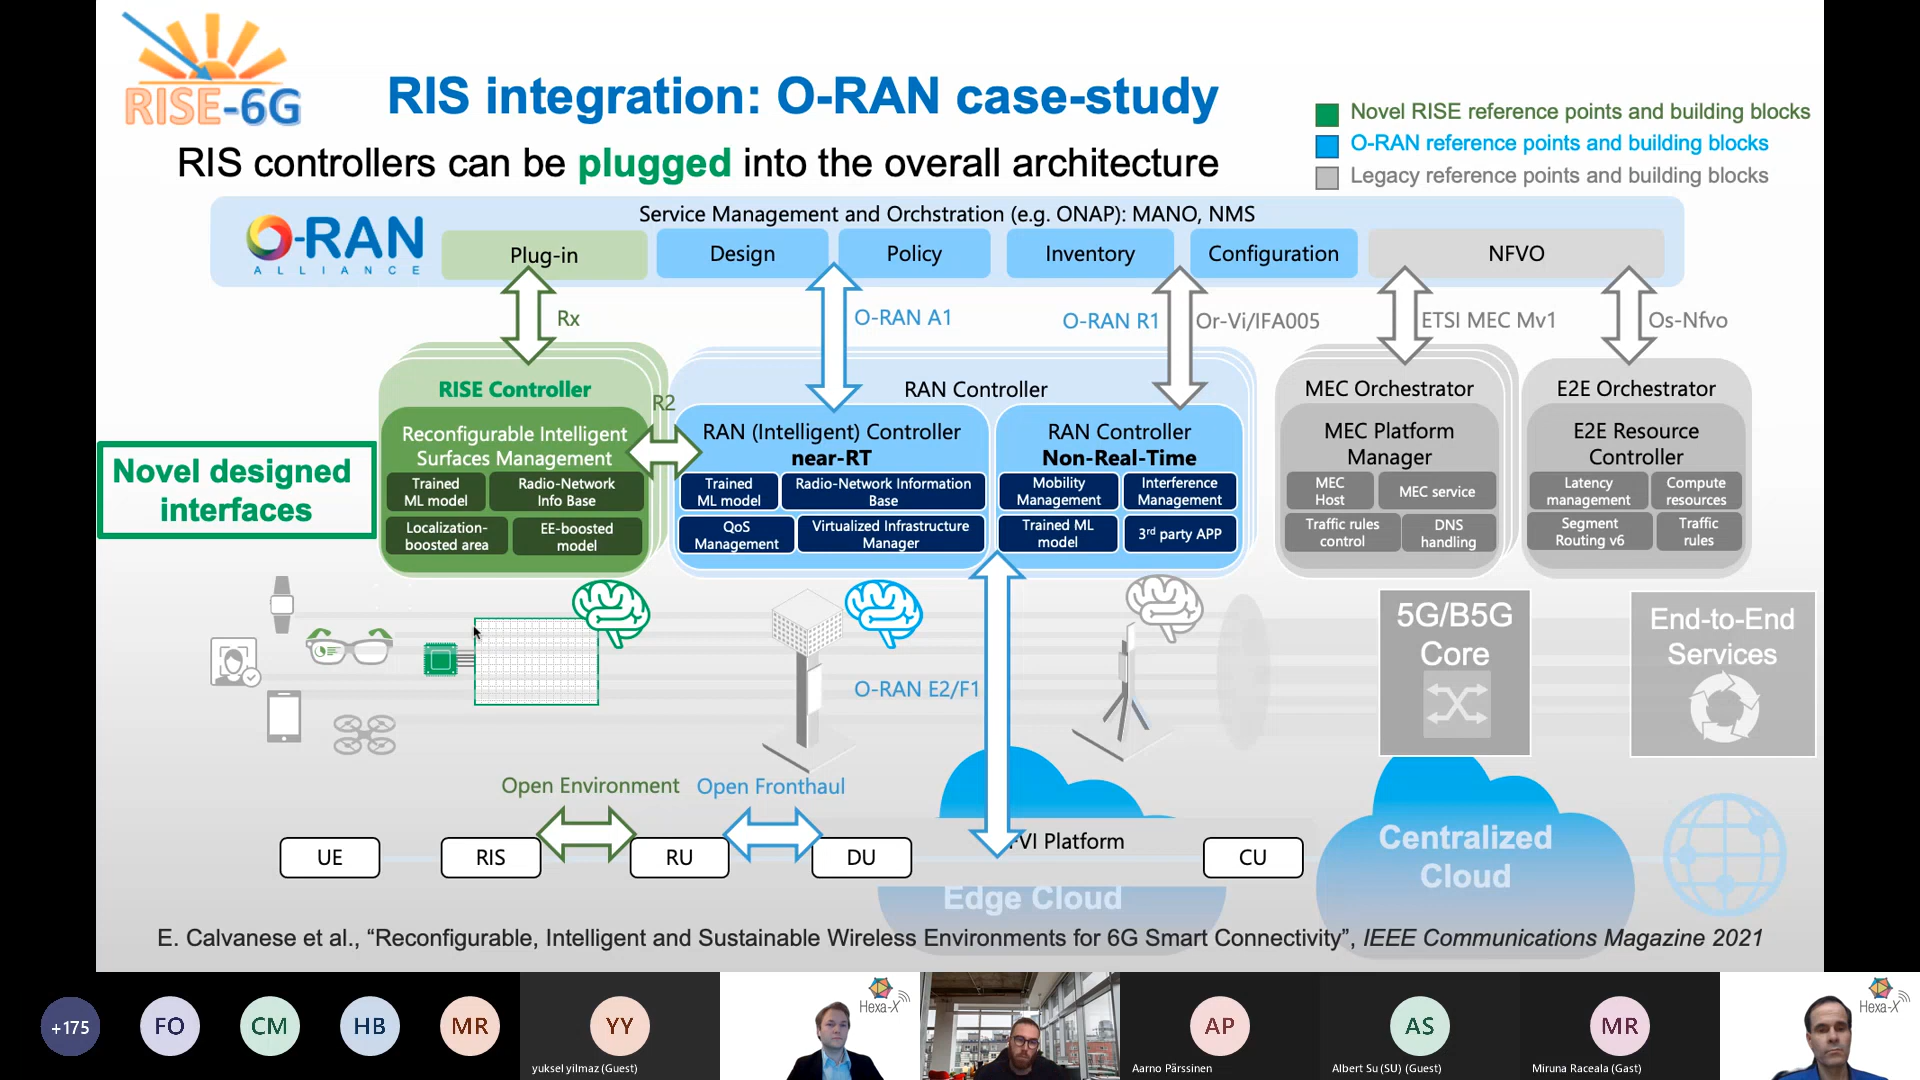 RISE-6G
RIS integration: O-RAN case-study
RIS controllers can be plugged into the overall architecture
Novel RISE reference points and building blocks
O-RAN reference points and building blocks
Legacy reference points and building blocks
O-RAN
ALLIANCE
Service Management and Orchstration (e.g. ONAP): MANO, NMS
Plug-in
Design
Policy
Inventory
Configuration
NFVO
Rx
O-RAN A1
O-RAN R1
Or-Vi/IFA005
ETSI MEC Mv1
Os-Nfvo
RISE Controller
R2
RAN Controller
MEC Orchestrator
E2E Orchestrator
Novel designed
interfaces
Reconfigurable Intelligent
Surfaces Management
Trained
ML model
Radio-Network
Info Base
Localization-
boosted area
EE-boosted
model
RAN (Intelligent) Controller
near-RT
Trained
ML model
Radio-Network Information
Base
QoS
Management
Virtualized Infrastructure
Manager
RAN Controller
Non-Real-Time
Mobility
Management
Interference
Management
Trained ML
model
3rd party APP
MEC Platform
Manager
MEC
Host
MEC service
Traffic rules
control
DNS
handling
E2E Resource
Controller
Latency
management
Compute
resources
Segment
Routing v6
Traffic
rules
O-RAN E2/F1
5G/B5G
Core
End-to-End
Services
Open Environment
Open Fronthaul
UE
RIS
RU
DU
VI Platform
CU
Edge Cloud
Centralized
Cloud
E. Calvanese et al., “Reconfigurable, Intelligent and Sustainable Wireless Environments for 6G Smart Connectivity”, IEEE Communications Magazine 2021
+175
FO
CM
HB
MR
YY
yuksel yilmaz (Guest)
Hexa-X
AP
Aarno Pärssinen
AS
Albert Su (SU) (Guest)
MR
Miruna Raceala (Gast)
Hexa-X